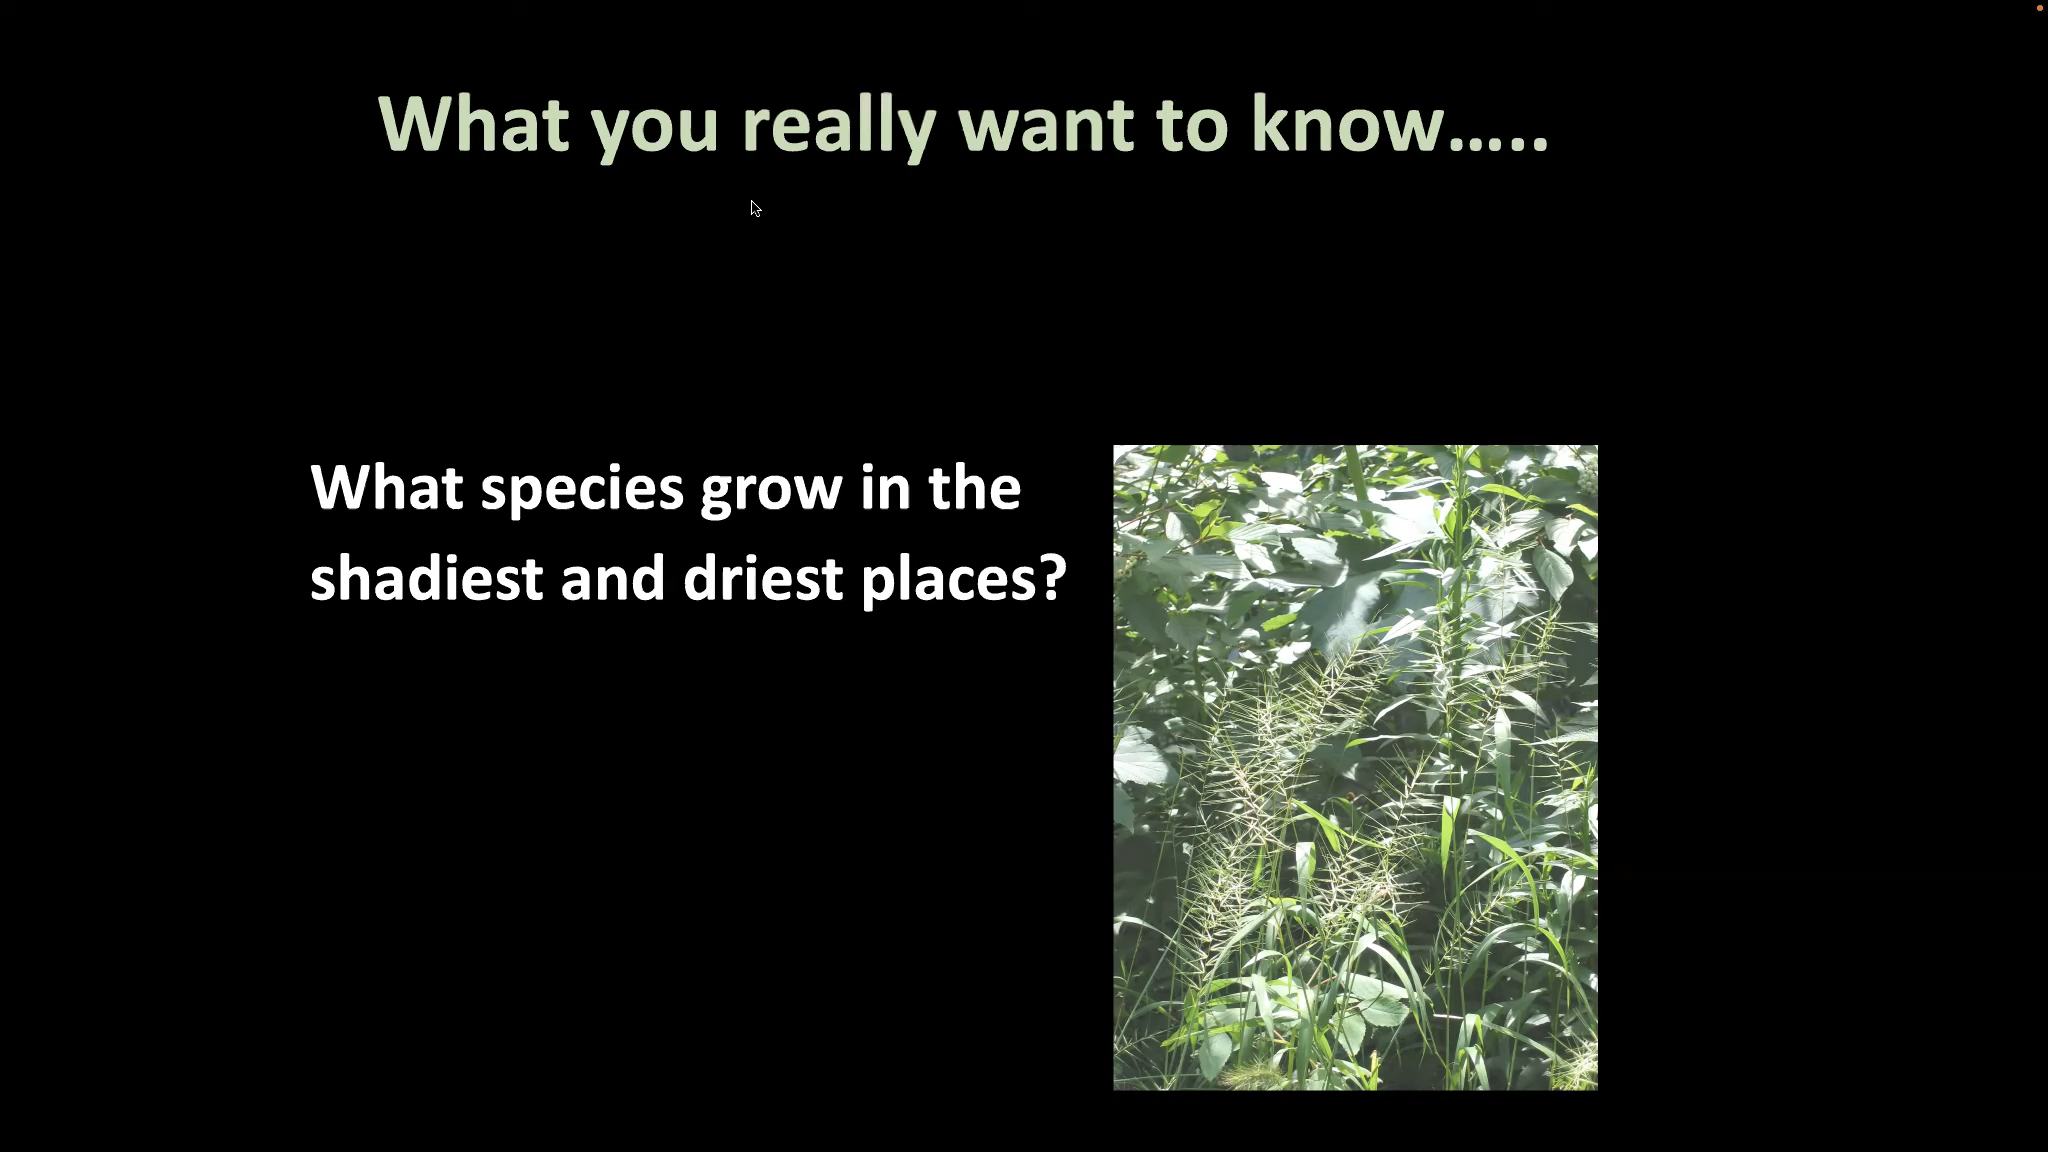 What you really want to know…..
What species grow in the
shadiest and driest places?